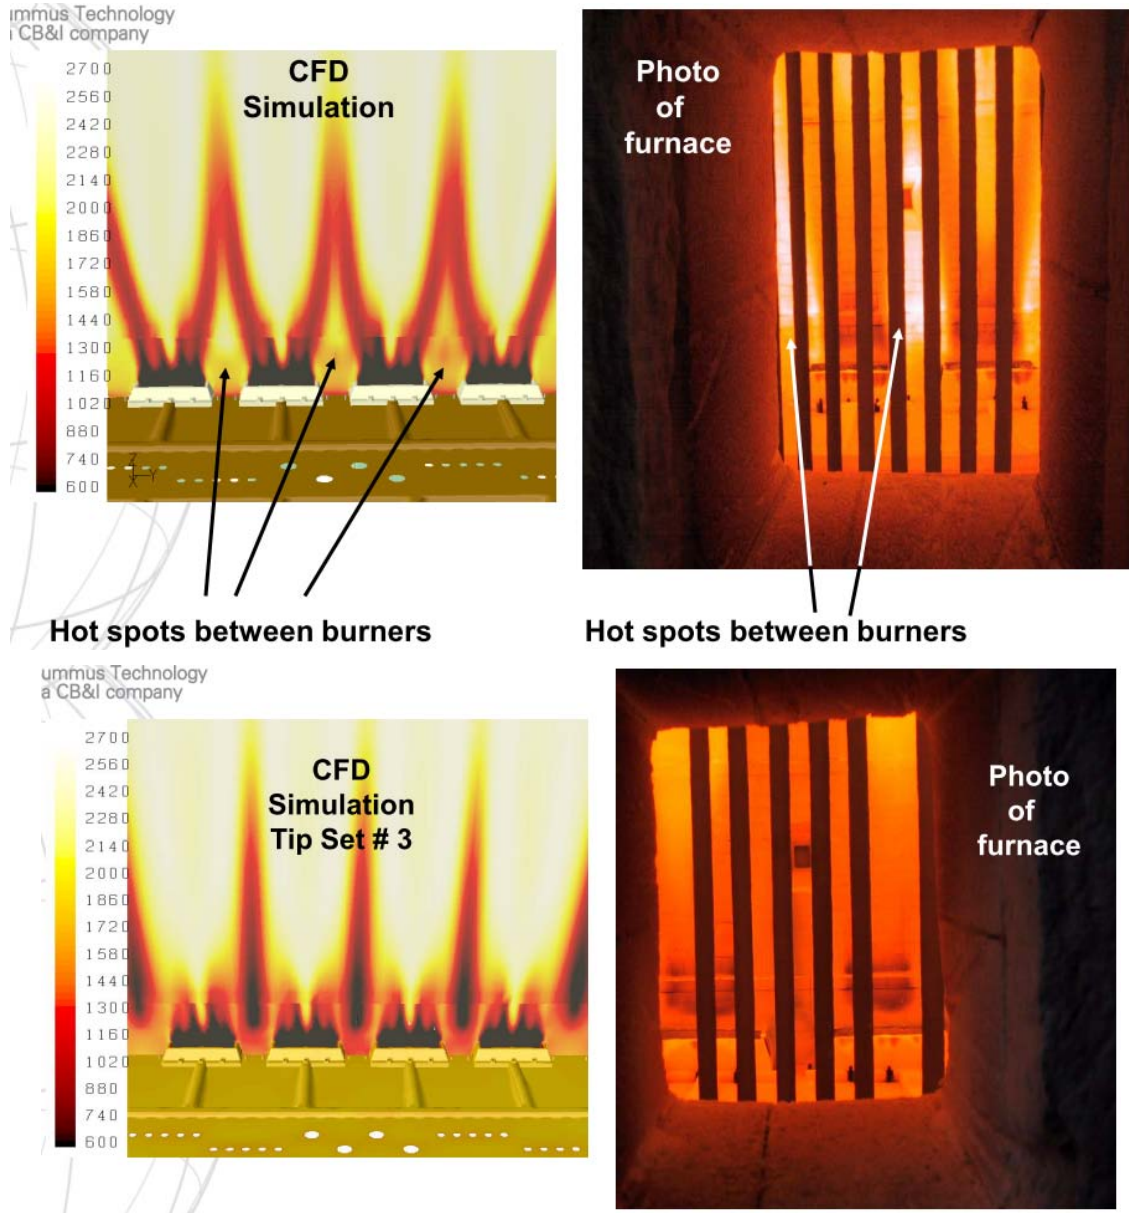 ummus Technology
CB&I company
CFD
Simulation
2700
2560
2420
2280
2140
2000
1860
1720
1580
1440
1300
1160
1020
880
740
600
Z
Y
X
Photo
of
furnace
Hot spots between burners
Hot spots between burners
ummus Technology
a CB&I company
CFD
Simulation
Tip Set # 3
2700
2560
2420
2280
2140
2000
1860
1720
1580
1440
1300
1160
1020
880
740
600
Photo
of
furnace